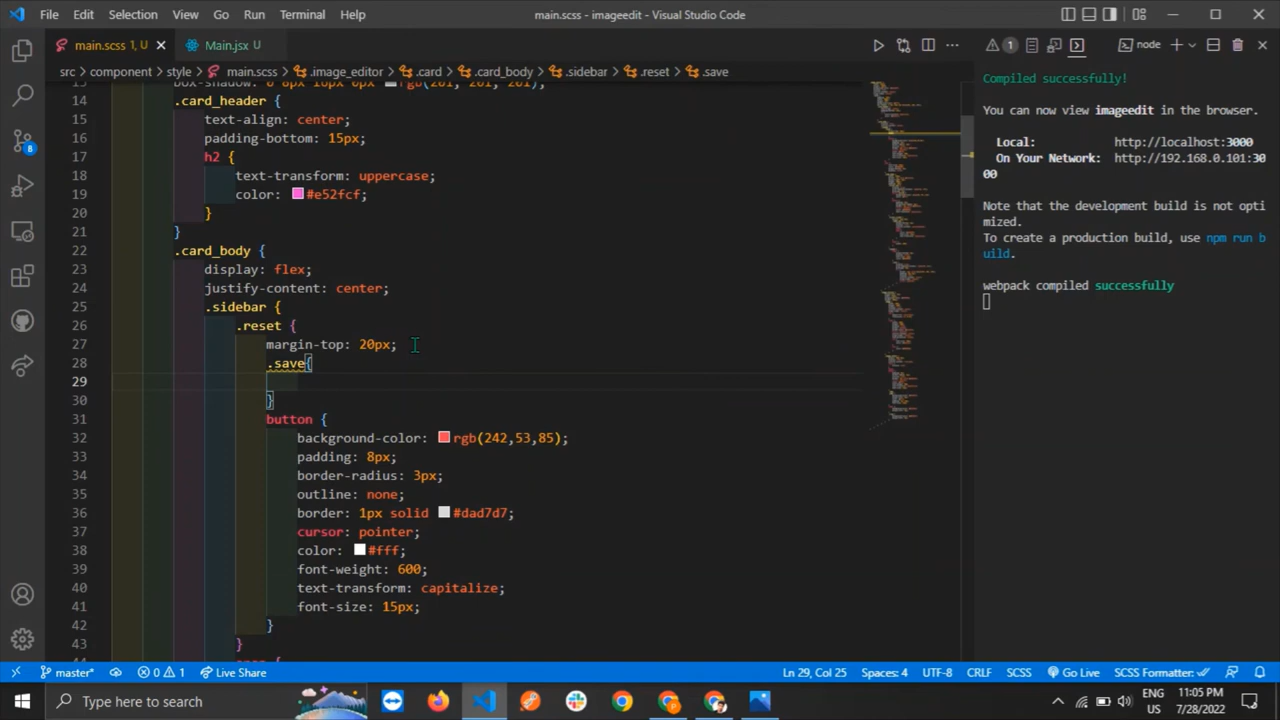 File Edit Selection View Go Run Terminal Help
main.scss - imageedit - Visual Studio Code
main.scss 1, U
Main.jsx U
node
src > component > style > main.scss > .image_editor > .card > .card_body > .sidebar > .reset > .save
14 .card_header {
15 text-align: center;
16 padding-bottom: 15px;
17 h2 {
18 text-transform: uppercase;
19 color: #e52fcf;
20 }
21 }
22 .card_body {
23 display: flex;
24 justify-content: center;
25 .sidebar {
26 .reset {
27 margin-top: 20px;
28 .save{
29
30 }
31 button {
32 background-color: rgb(242,53,85);
33 padding: 8px;
34 border-radius: 3px;
35 outline: none;
36 border: 1px solid #dad7d7;
37 cursor: pointer;
38 color: #fff;
39 font-weight: 600;
40 text-transform: capitalize;
41 font-size: 15px;
42 }
43 }
Compiled successfully!
You can now view imageedit in the browser.
Local: http://localhost:3000
On Your Network: http://192.168.0.101:30
00
Note that the development build is not opti
mized.
To create a production build, use npm run b
uild.
webpack compiled successfully
8
1
master*
0 1
Live Share
Ln 29, Col 25
Spaces: 4
UTF-8
CRLF
SCSS
Go Live
SCSS Formatter:
Type here to search
ENG
US
11:05 PM
7/28/2022